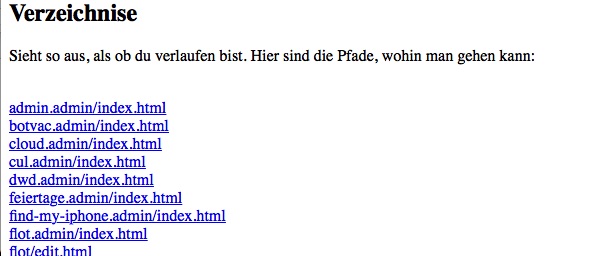 Verzeichnise
Sieht so aus, als ob du verlaufen bist. Hier sind die Pfade, wohin man gehen kann:
admin.admin/index.html
botvac.admin/index.html
cloud.admin/index.html
cul.admin/index.html
dwd.admin/index.html
feiertage.admin/index.html
find-my-iphone.admin/index.html
flot.admin/index.html
flot/edit.html